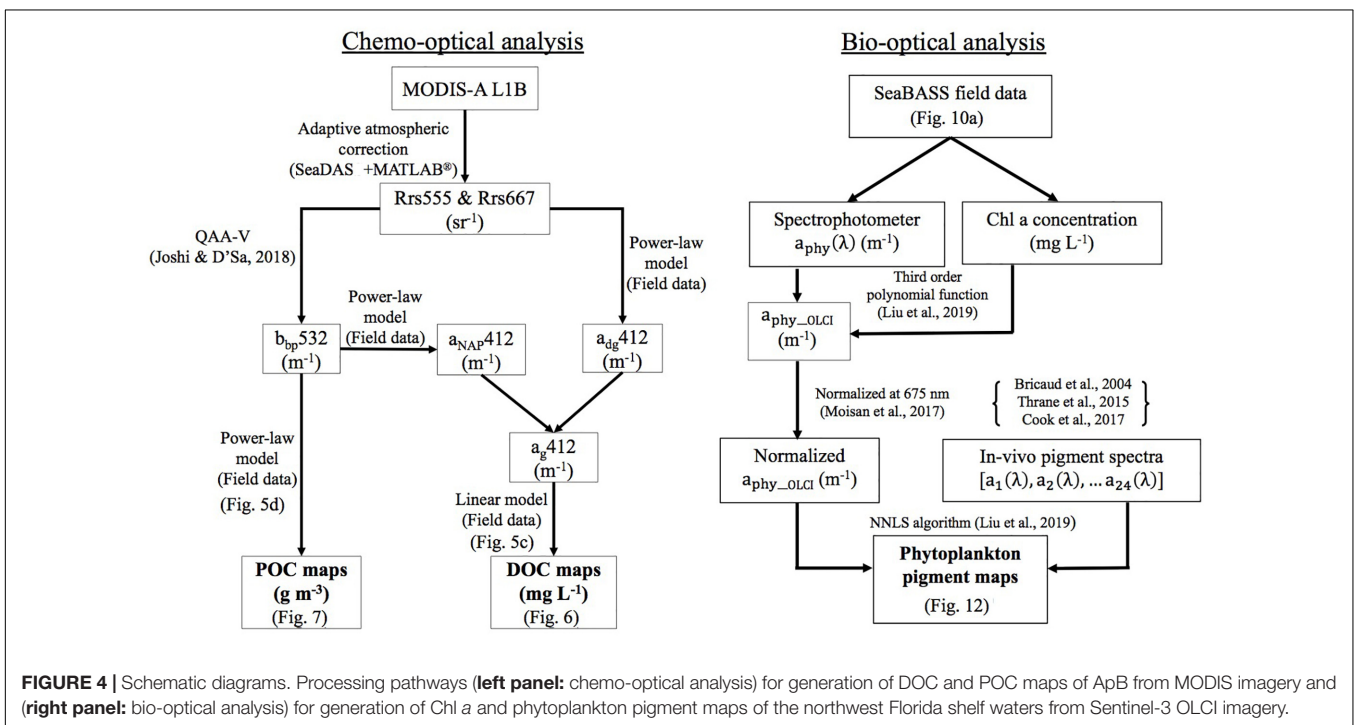 Chemo-optical analysis
MODIS-A L1B
Adaptive atmospheric
correction
(SeaDAS +MATLAB®)
Rrs555 & Rrs667
(sr⁻¹)
QAA-V
(Joshi & D’Sa, 2018)
Power-law
model
(Field data)
Power-law
model
(Field data)
b_bp532
(m⁻¹)
a_NAP412
(m⁻¹)
a_dg412
(m⁻¹)
a_g412
(m⁻¹)
Power-law
model
(Field data)
(Fig. 5d)
Linear model
(Field data)
(Fig. 5c)
POC maps
(g m⁻³)
(Fig. 7)
DOC maps
(mg L⁻¹)
(Fig. 6)
Bio-optical analysis
SeaBASS field data
(Fig. 10a)
Spectrophotometer
a_phy(λ) (m⁻¹)
Chl a concentration
(mg L⁻¹)
Third order
polynomial function
(Liu et al., 2019)
a_phy_OLCI
(m⁻¹)
Normalized at 675 nm
(Moisan et al., 2017)
{ Bricaud et al., 2004
Thrane et al., 2015
Cook et al., 2017 }
Normalized
a_phy_OLCI (m⁻¹)
In-vivo pigment spectra
[a₁(λ), a₂(λ), … a₂₄(λ)]
NNLS algorithm (Liu et al., 2019)
Phytoplankton
pigment maps
(Fig. 12)
FIGURE 4 | Schematic diagrams. Processing pathways (left panel: chemo-optical analysis) for generation of DOC and POC maps of ApB from MODIS imagery and
(right panel: bio-optical analysis) for generation of Chl a and phytoplankton pigment maps of the northwest Florida shelf waters from Sentinel-3 OLCI imagery.